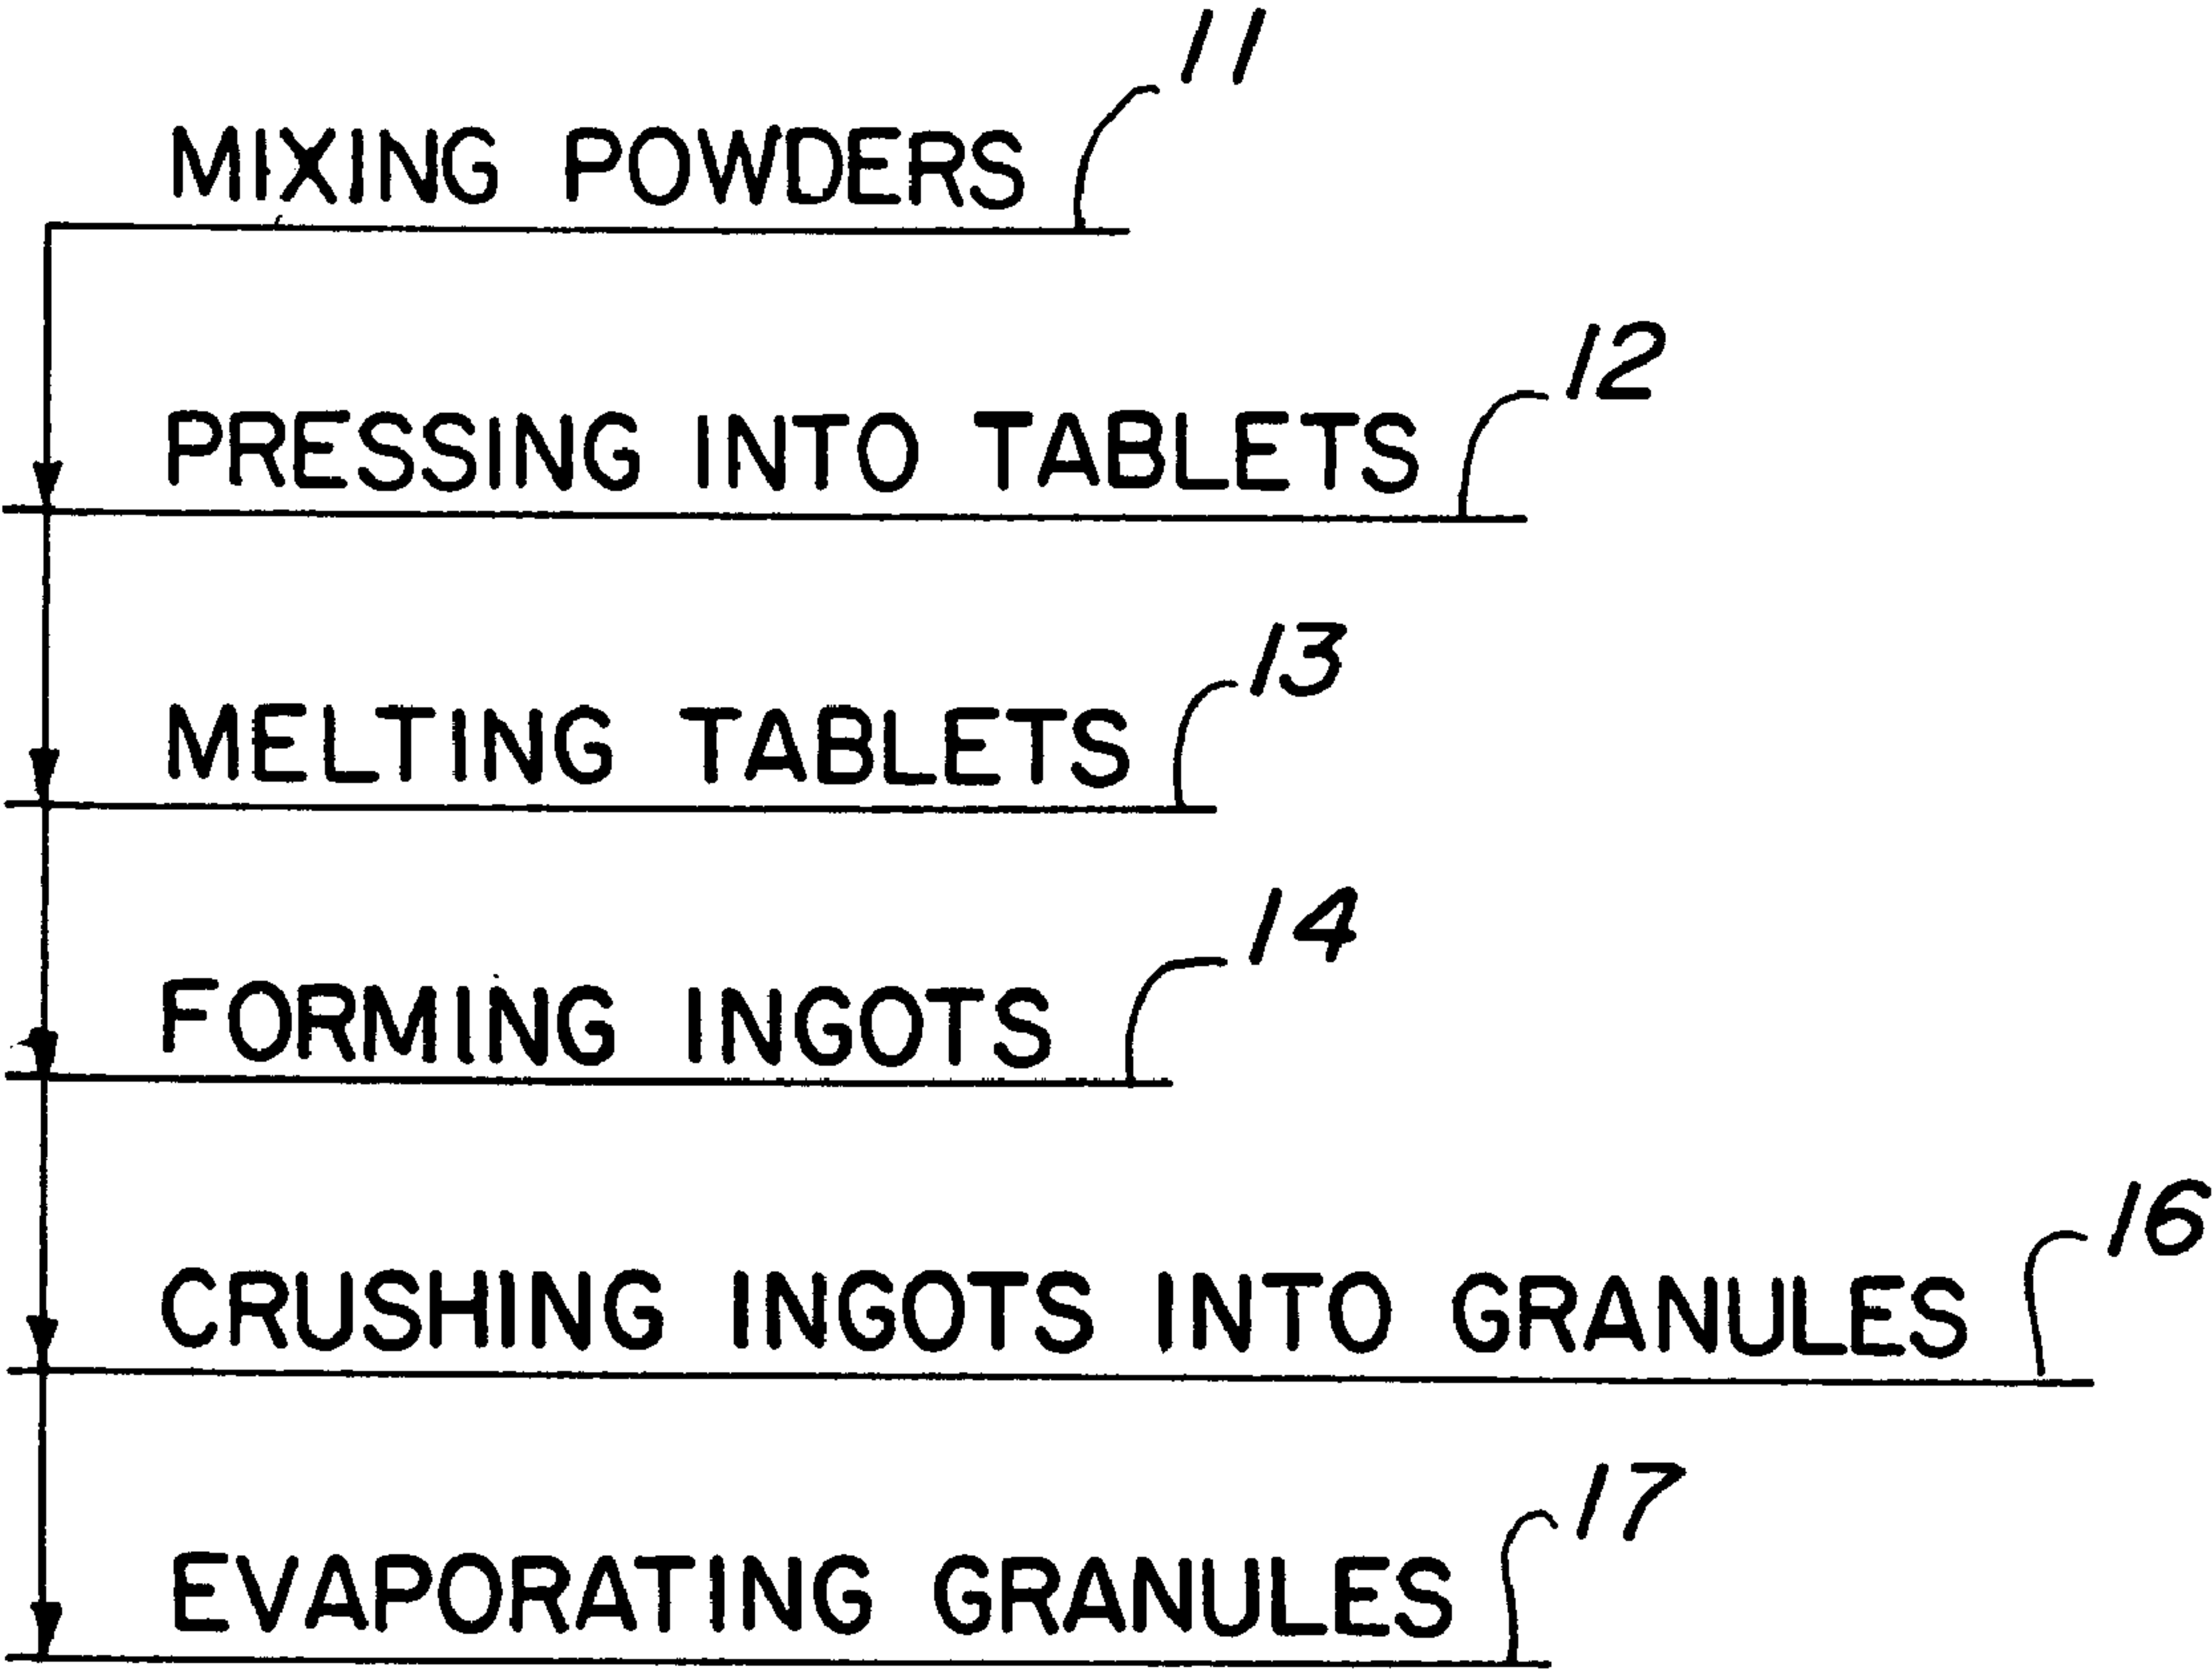 11
MIXING POWDERS
12
PRESSING INTO TABLETS
13
MELTING TABLETS
14
FORMING INGOTS
16
CRUSHING INGOTS INTO GRANULES
17
EVAPORATING GRANULES